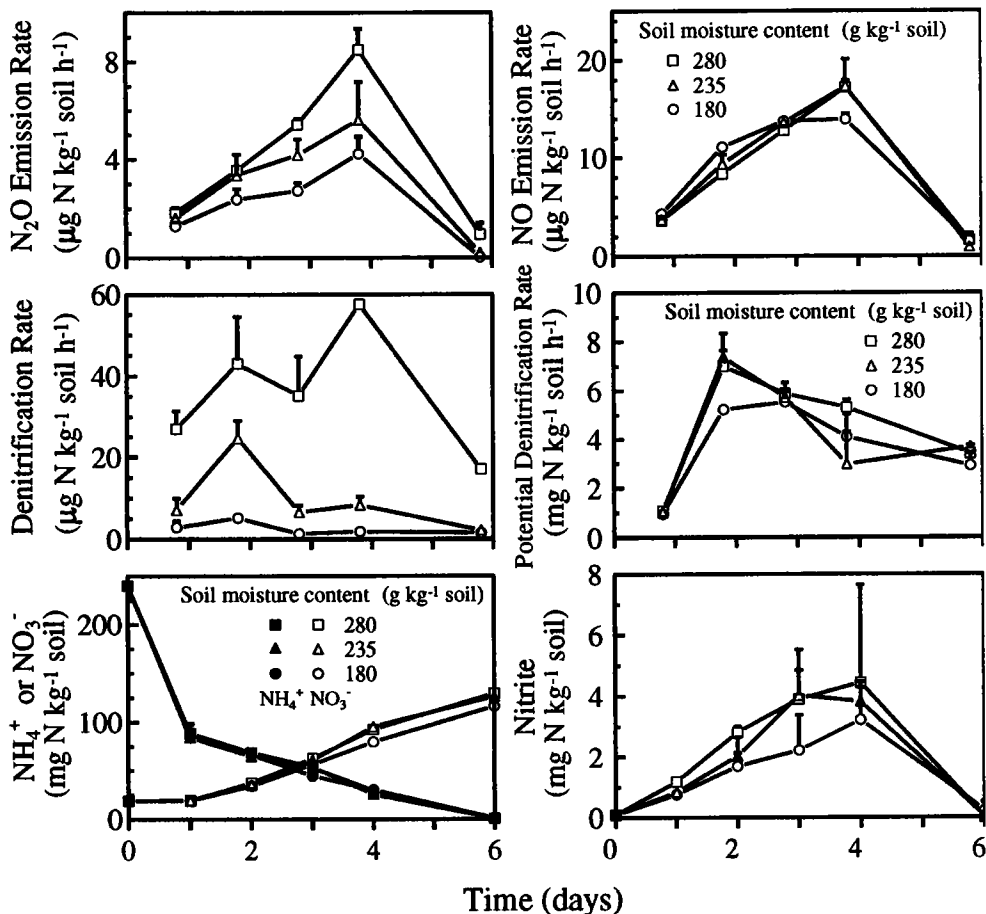 N₂O Emission Rate
(µg N kg⁻¹ soil h⁻¹)
8
4
0
NO Emission Rate
(µg N kg⁻¹ soil h⁻¹)
20
10
0
Soil moisture content (g kg⁻¹ soil)
280
235
180
Denitrification Rate
(µg N kg⁻¹ soil h⁻¹)
60
40
20
0
Potential Denitrification Rate
(mg N kg⁻¹ soil h⁻¹)
10
8
6
4
2
0
Soil moisture content (g kg⁻¹ soil)
280
235
180
NH₄⁺ or NO₃⁻
(mg N kg⁻¹ soil)
200
100
0
Soil moisture content (g kg⁻¹ soil)
280
235
180
NH₄⁺ NO₃⁻
0 2 4 6
Nitrite
(mg N kg⁻¹ soil)
8
6
4
2
0
0 2 4 6
Time (days)